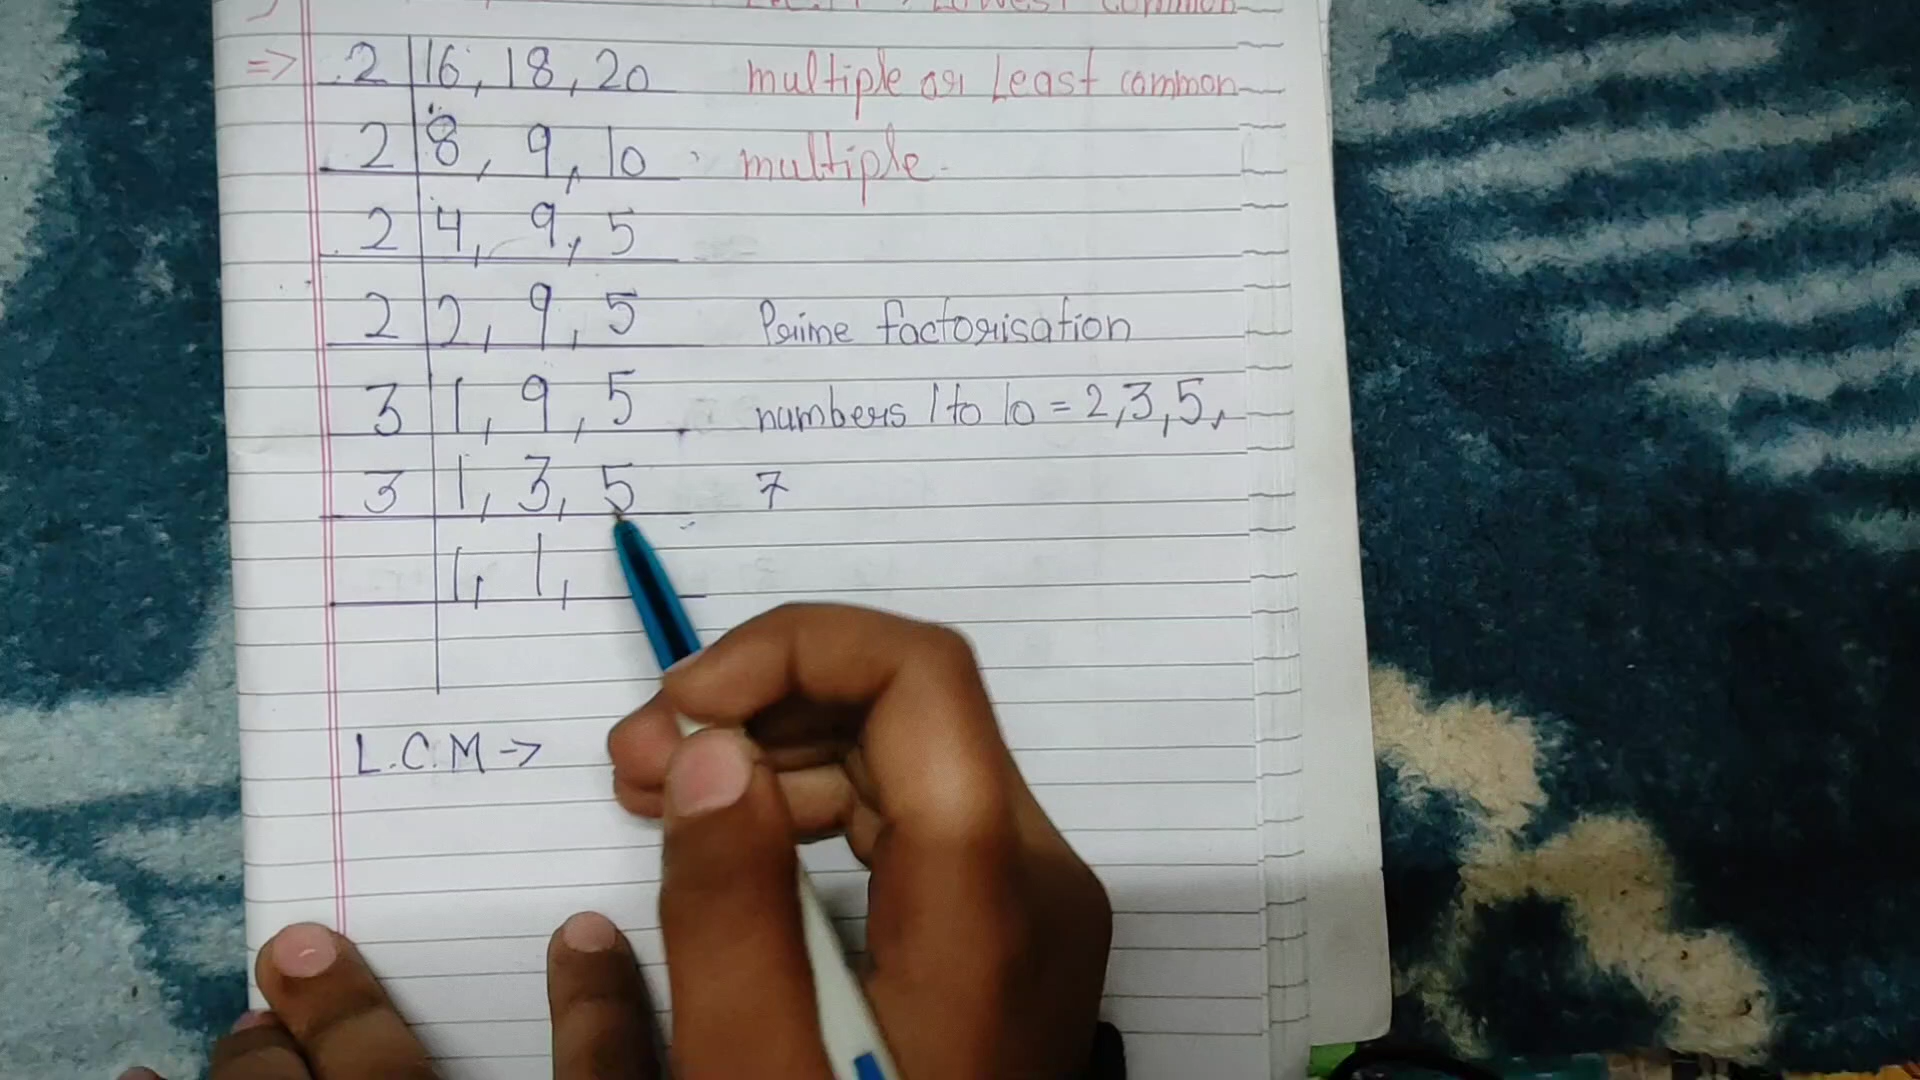 Lowest common
=> 2 16, 18, 20 multiple or Least common
2 8, 9, 10 multiple.
2 4, 9, 5
2 2, 9, 5 Prime factorisation
3 1, 9, 5 numbers 1 to 10 = 2,3,5,
3 1, 3, 5 7
1, 1,
L.C.M ->